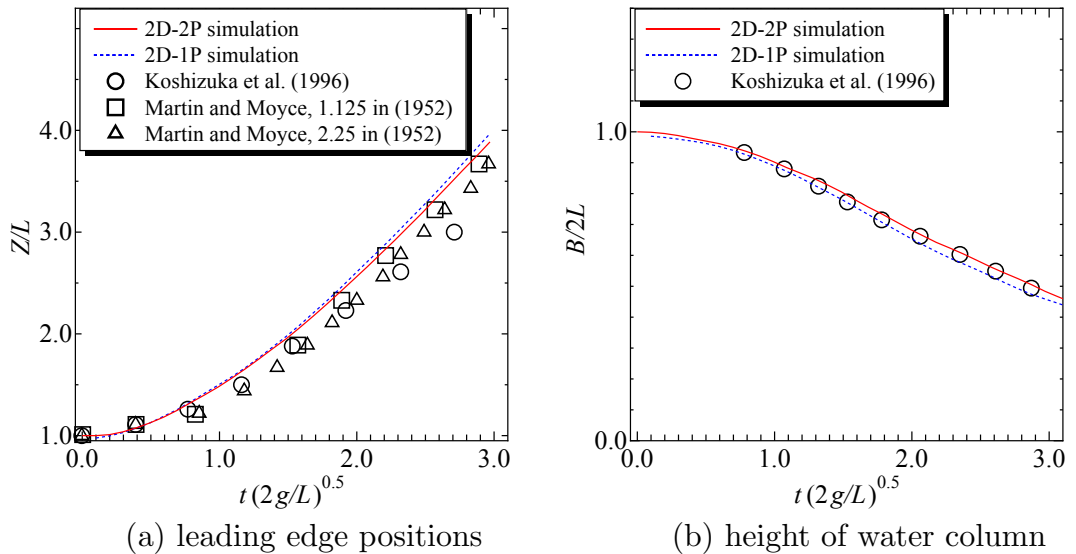 2D-2P simulation
2D-1P simulation
Koshizuka et al. (1996)
Martin and Moyce, 1.125 in (1952)
Martin and Moyce, 2.25 in (1952)
4.0
3.0
2.0
1.0
Z/L
0.0 1.0 2.0 3.0
t (2g/L)^0.5
(a) leading edge positions
2D-2P simulation
2D-1P simulation
Koshizuka et al. (1996)
1.0
0.0
B/2L
0.0 1.0 2.0 3.0
t (2g/L)^0.5
(b) height of water column